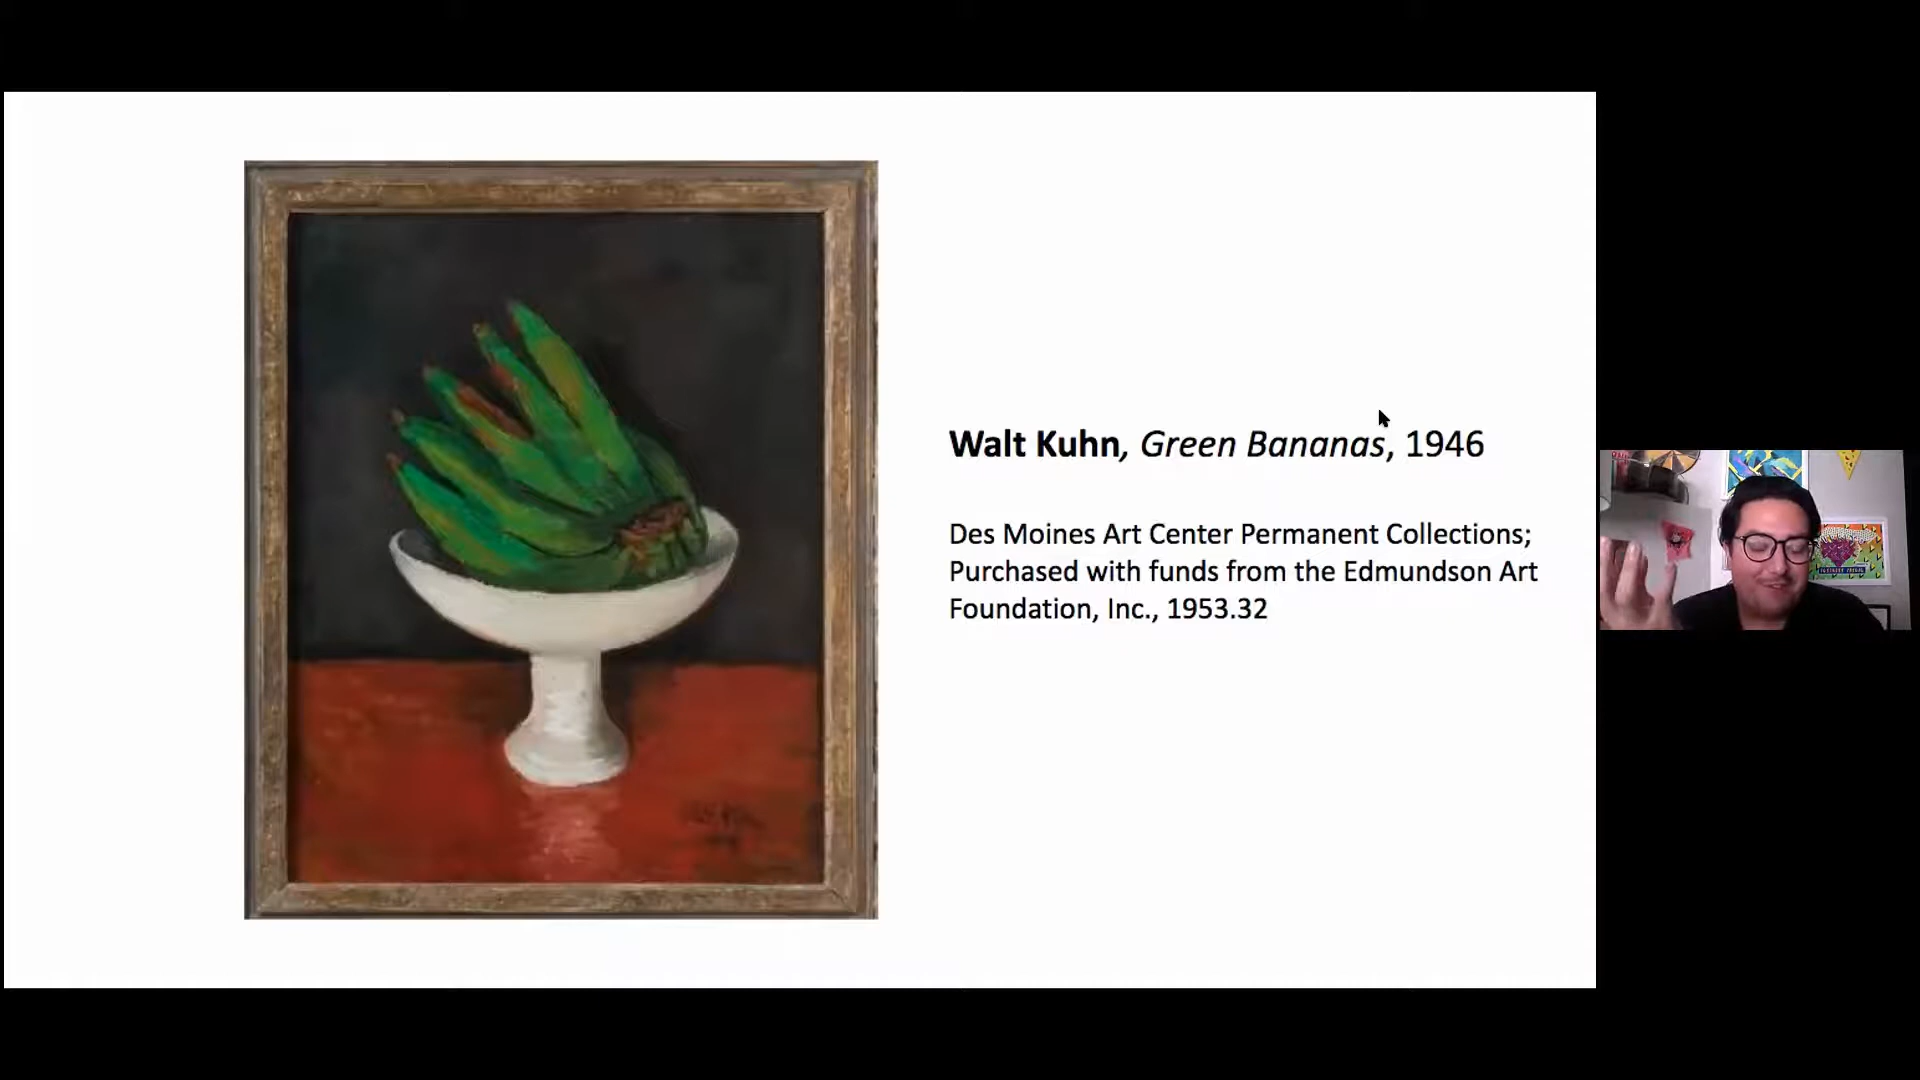 Walt Kuhn, Green Bananas, 1946
Des Moines Art Center Permanent Collections;
Purchased with funds from the Edmundson Art
Foundation, Inc., 1953.32